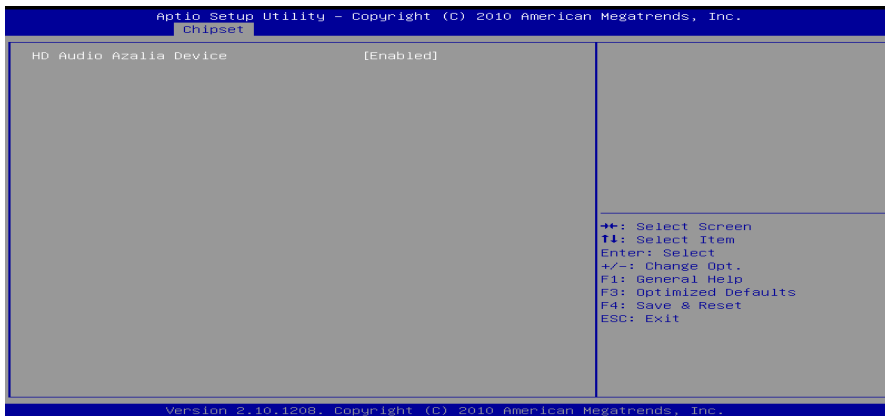 Aptio Setup Utility - Copyright (C) 2010 American Megatrends, Inc.
Chipset
HD Audio Azalia Device [Enabled]
→←: Select Screen
↑↓: Select Item
Enter: Select
+/-: Change Opt.
F1: General Help
F3: Optimized Defaults
F4: Save & Reset
ESC: Exit
Version 2.10.1208. Copyright (C) 2010 American Megatrends, Inc.